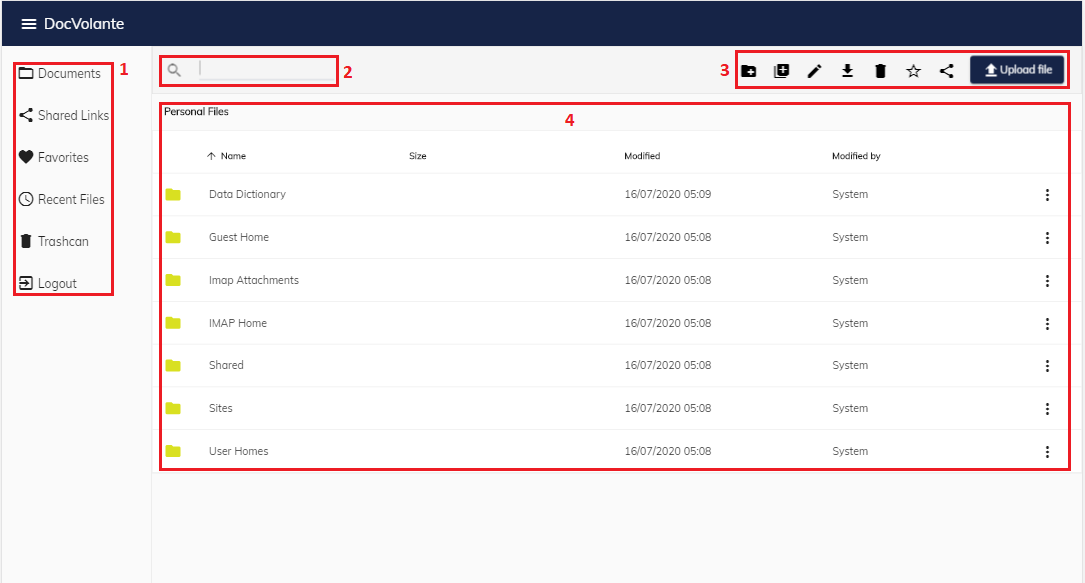 DocVolante
Documents 1
Shared Links
Favorites
Recent Files
Trashcan
Logout
2
3 Upload file
Personal Files
4
Name Size Modified Modified by
Data Dictionary 16/07/2020 05:09 System
Guest Home 16/07/2020 05:08 System
Imap Attachments 16/07/2020 05:08 System
IMAP Home 16/07/2020 05:08 System
Shared 16/07/2020 05:08 System
Sites 16/07/2020 05:08 System
User Homes 16/07/2020 05:08 System